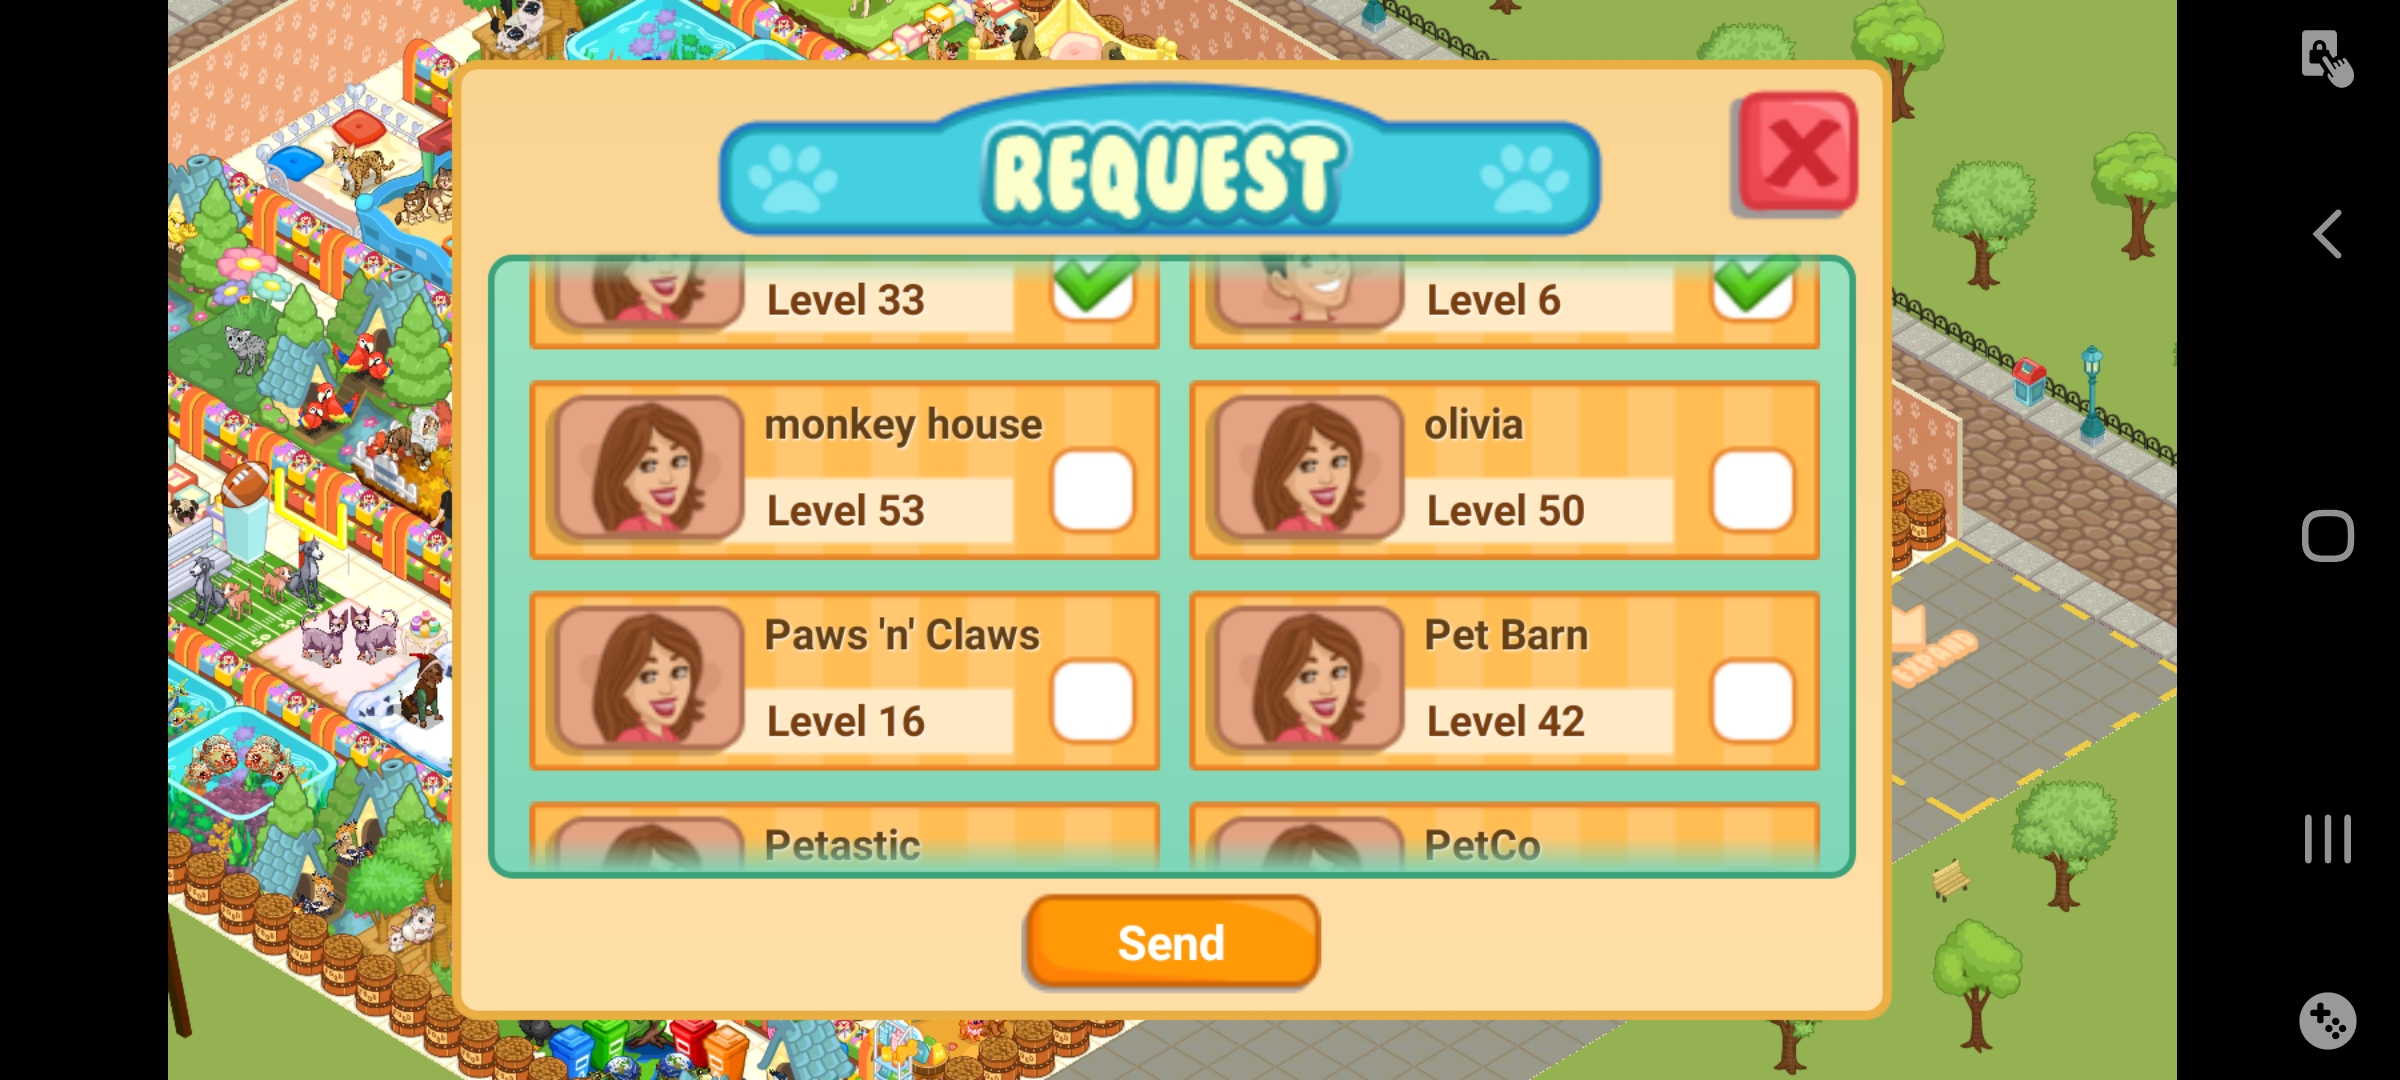 REQUEST
Level 33
Level 6
monkey house
olivia
Level 53
Level 50
Paws 'n' Claws
Pet Barn
Level 16
Level 42
Petastic
PetCo
Send
EXPAND